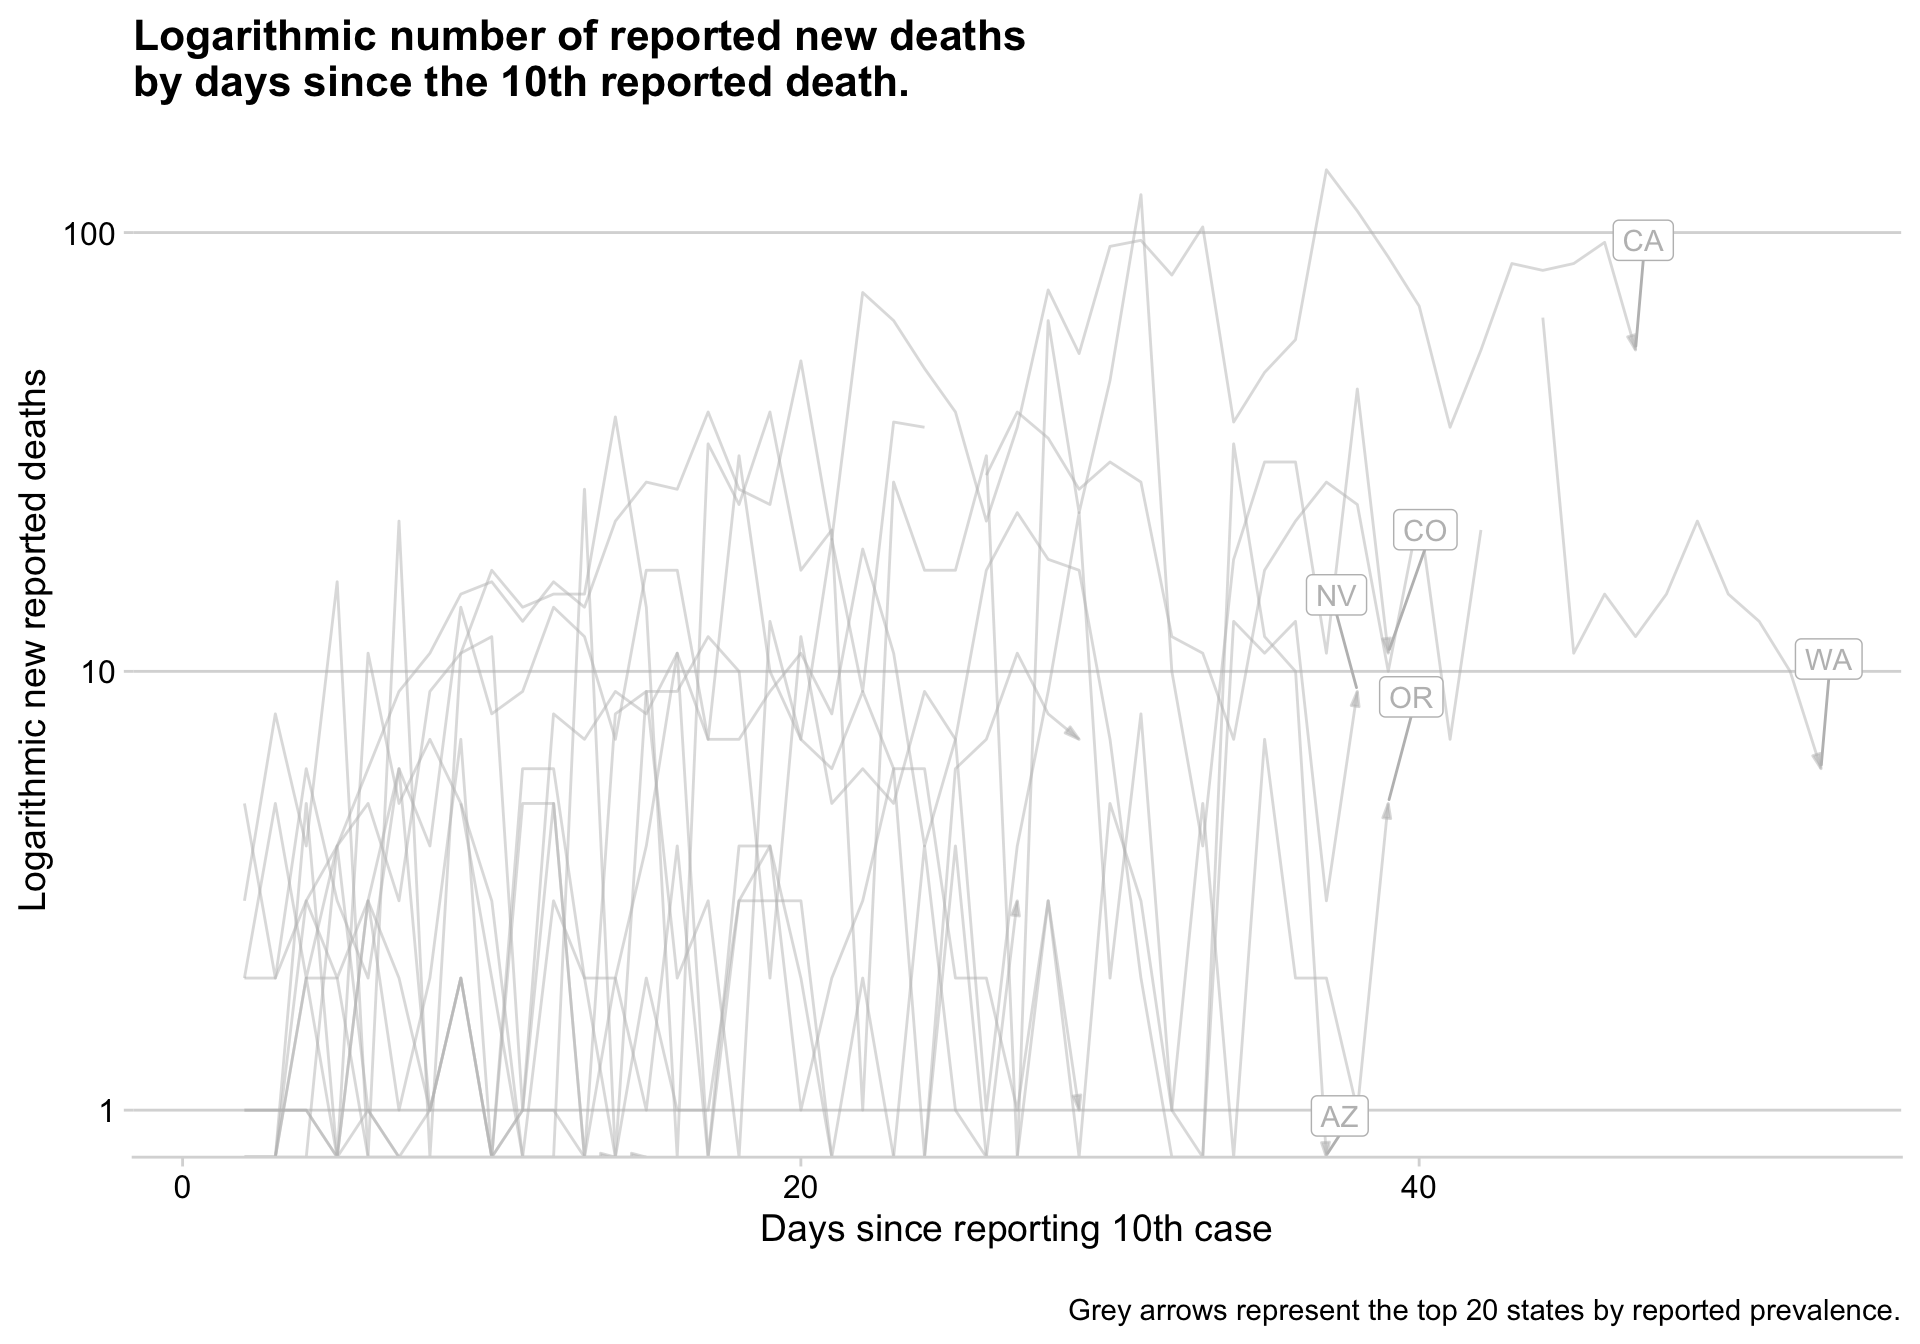 Logarithmic number of reported new deaths
by days since the 10th reported death.
Logarithmic new reported deaths
100
10
1
CA
CO
NV
WA
OR
AZ
0
20
40
Days since reporting 10th case
Grey arrows represent the top 20 states by reported prevalence.